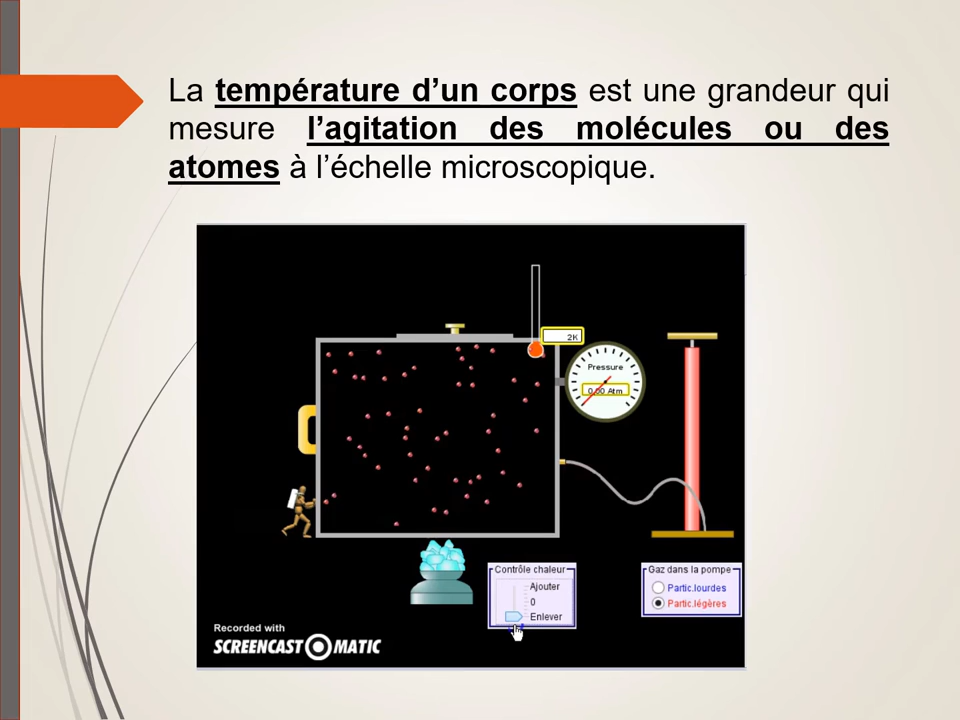 La température d’un corps est une grandeur qui
mesure l’agitation des molécules ou des
atomes à l’échelle microscopique.
2K
Pressure
0.00 Atm
Contrôle chaleur
Ajouter
0
Enlever
Gaz dans la pompe
Partic.lourdes
Partic.légères
Recorded with
SCREENCAST MATIC